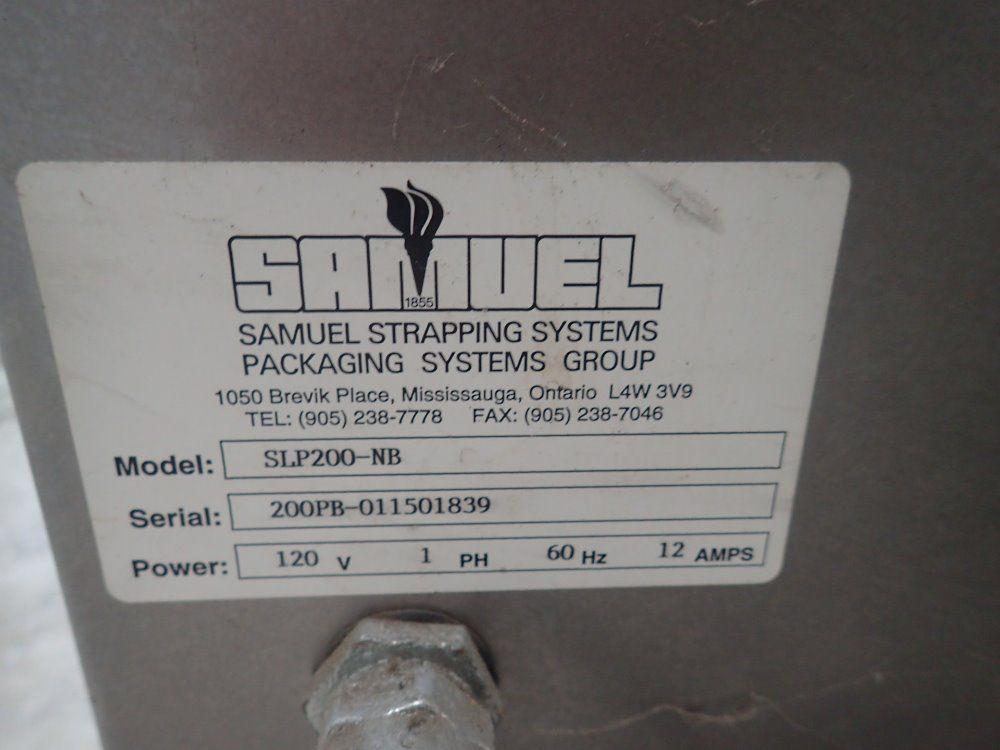 SAMUEL
1855
SAMUEL STRAPPING SYSTEMS
PACKAGING SYSTEMS GROUP
1050 Brevik Place, Mississauga, Ontario L4W 3V9
TEL: (905) 238-7778 FAX: (905) 238-7046
Model: SLP200-NB
Serial: 200PB-011501839
Power: 120 V 1 PH 60 Hz 12 AMPS